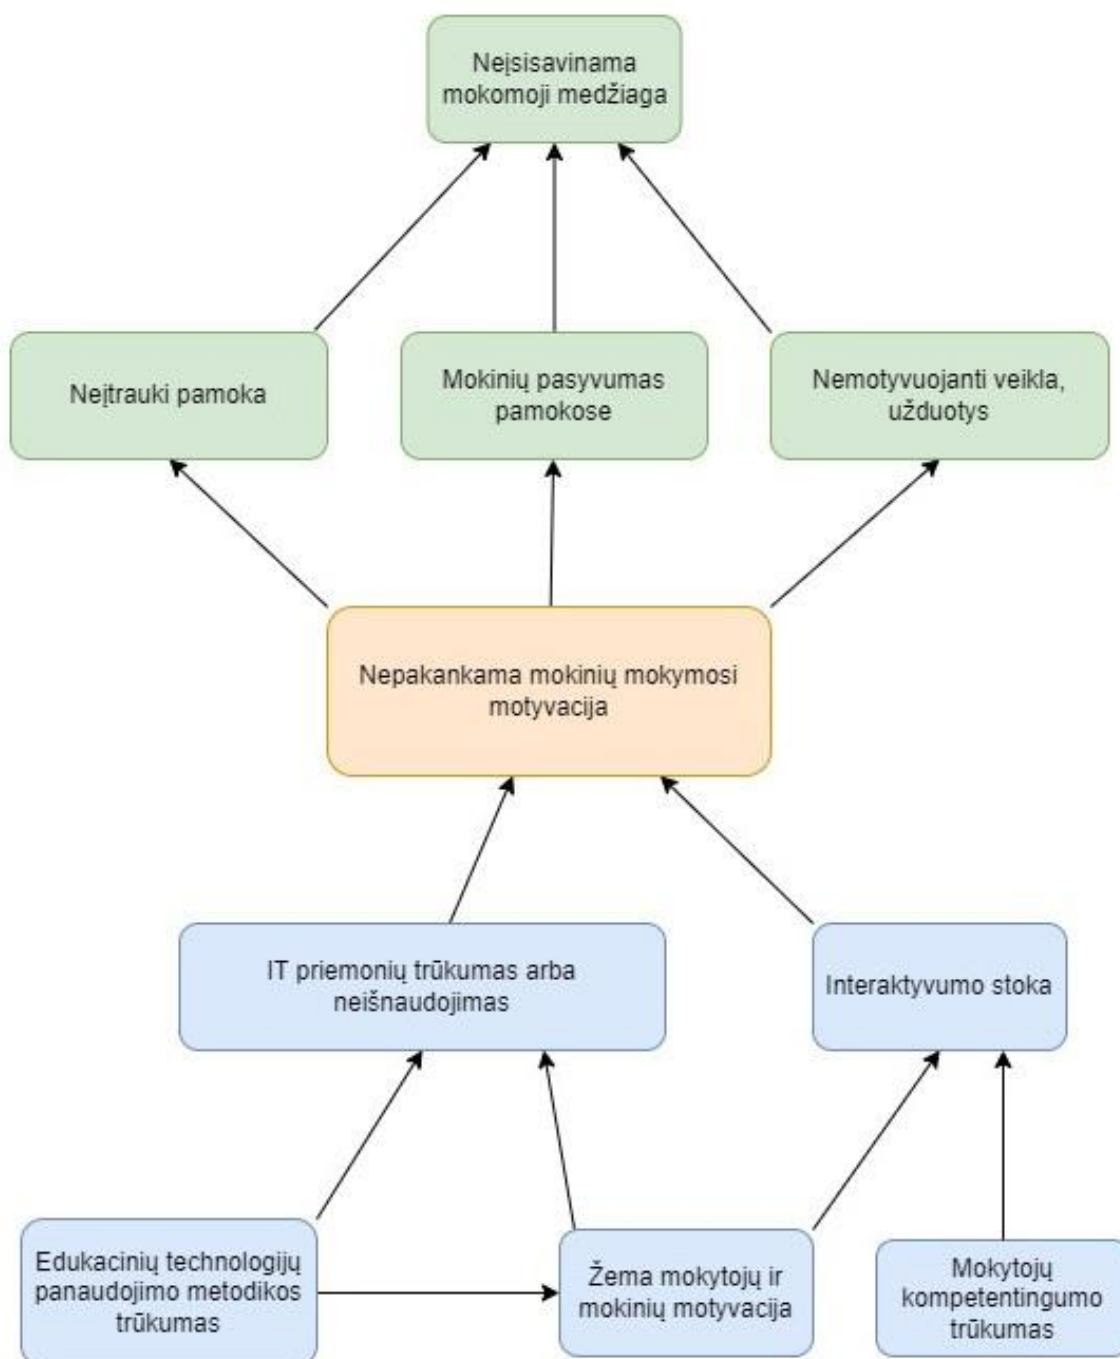 Neįsisavinama
mokomoji medžiaga
Neįtrauki pamoka
Mokinių pasyvumas
pamokose
Nemotyvuojanti veikla,
užduotys
Nepakankama mokinių mokymosi
motyvacija
IT priemonių trūkumas arba
neišnaudojimas
Interaktyvumo stoka
Edukacinių technologijų
panaudojimo metodikos
trūkumas
Žema mokytojų ir
mokinių motyvacija
Mokytojų
kompetentingumo
trūkumas